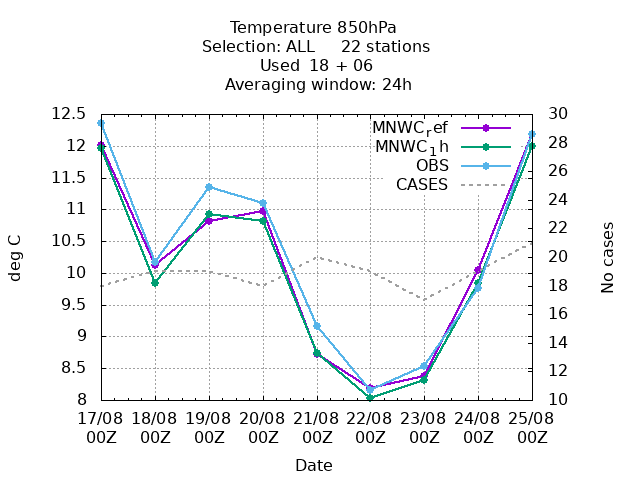 Temperature 850hPa
Selection: ALL 22 stations
Used 18 + 06
Averaging window: 24h
12.5
12
11.5
11
10.5
10
9.5
9
8.5
8
30
28
26
24
22
20
18
16
14
12
10
deg C
No cases
MNWCref
MNWC1h
OBS
CASES
17/08 18/08 19/08 20/08 21/08 22/08 23/08 24/08 25/08
00Z 00Z 00Z 00Z 00Z 00Z 00Z 00Z 00Z
Date